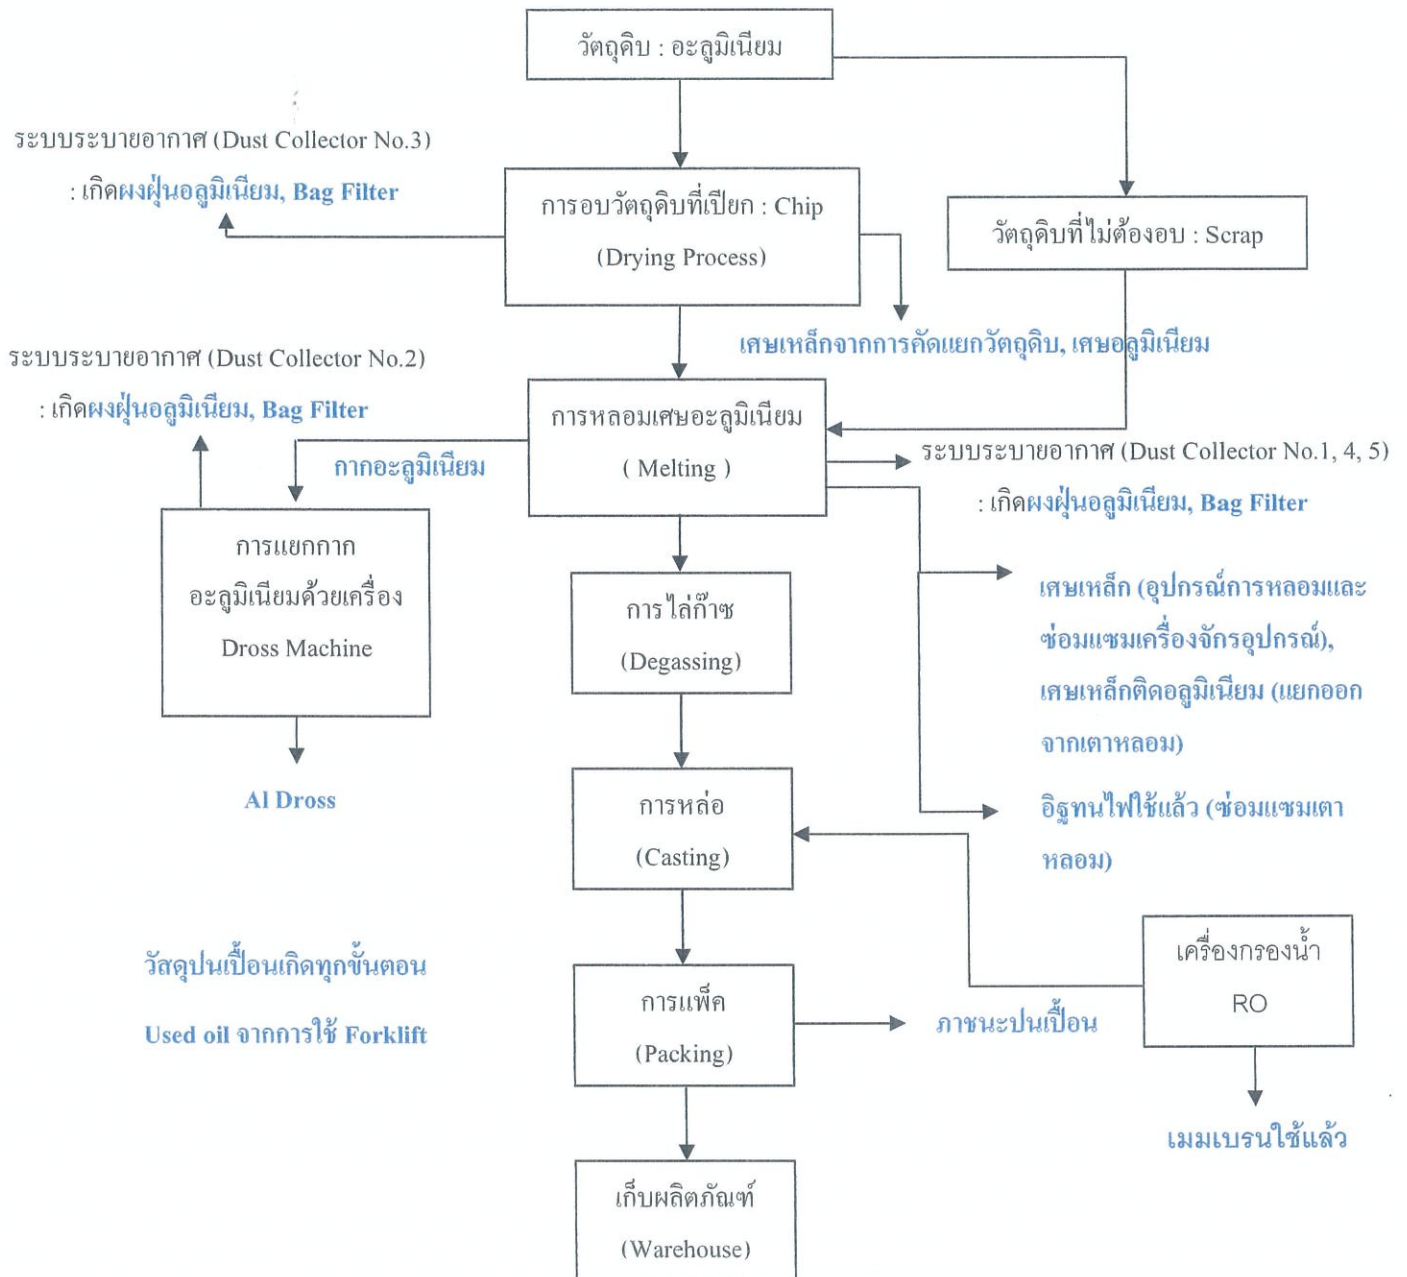 วัตถุดิบ : อะลูมิเนียม
ระบบระบายอากาศ (Dust Collector No.3)
: เกิดผงฝุ่นอลูมิเนียม, Bag Filter
การอบวัตถุดิบที่เปียก : Chip
(Drying Process)
วัตถุดิบที่ไม่ต้องอบ : Scrap
เศษเหล็กจากการคัดแยกวัตถุดิบ, เศษอลูมิเนียม
ระบบระบายอากาศ (Dust Collector No.2)
: เกิดผงฝุ่นอลูมิเนียม, Bag Filter
การหลอมเศษอะลูมิเนียม
( Melting )
กากอะลูมิเนียม
ระบบระบายอากาศ (Dust Collector No.1, 4, 5)
: เกิดผงฝุ่นอลูมิเนียม, Bag Filter
การแยกกาก
อะลูมิเนียมด้วยเครื่อง
Dross Machine
การไล่ก๊าซ
(Degassing)
เศษเหล็ก (อุปกรณ์การหลอมและ
ซ่อมแซมเครื่องจักรอุปกรณ์),
เศษเหล็กติดอลูมิเนียม (แยกออก
จากเตาหลอม)
Al Dross
การหล่อ
(Casting)
อิฐทนไฟใช้แล้ว (ซ่อมแซมเตา
หลอม)
เครื่องกรองน้ำ
RO
วัสดุปนเปื้อนเกิดทุกขั้นตอน
Used oil จากการใช้ Forklift
การแพ็ค
(Packing)
ภาชนะปนเปื้อน
เมมเบรนใช้แล้ว
เก็บผลิตภัณฑ์
(Warehouse)